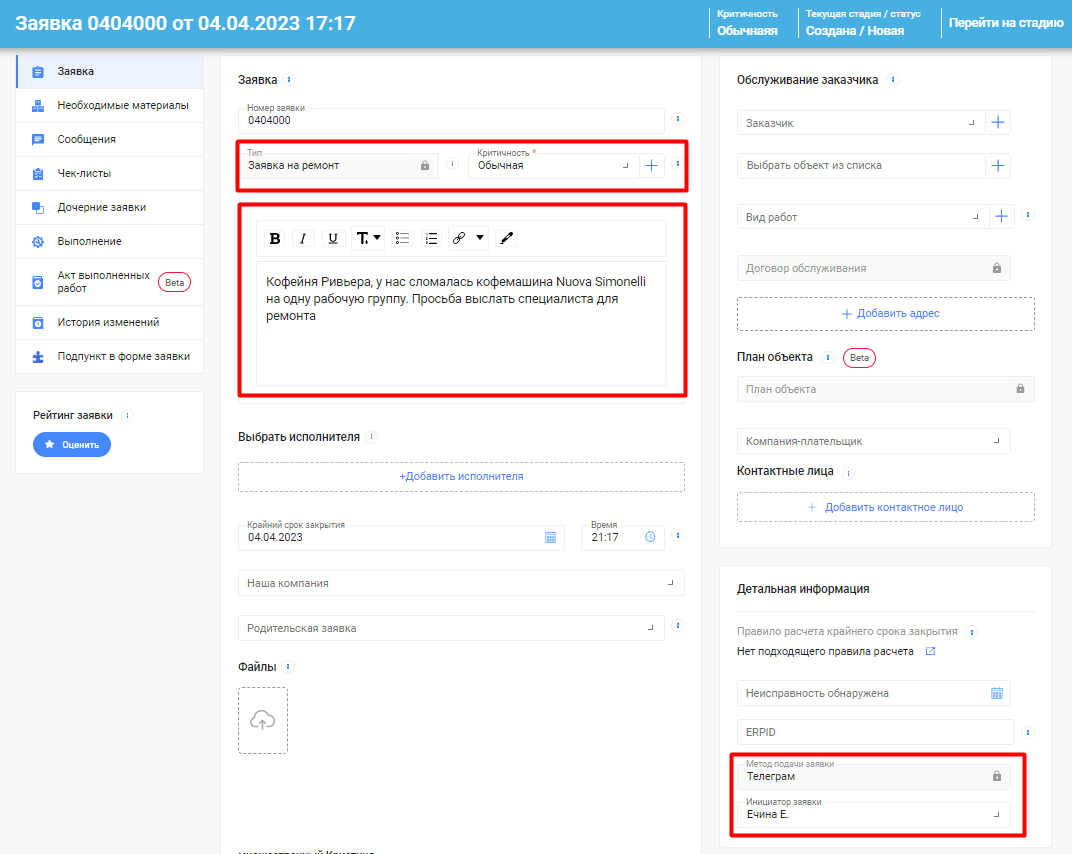 Заявка 0404000 от 04.04.2023 17:17
Критичность
Обычнаяя
Текущая стадия / статус
Создана / Новая
Перейти на стадию
Заявка
Необходимые материалы
Сообщения
Чек-листы
Дочерние заявки
Выполнение
Акт выполненных
работ
Beta
История изменений
Подпункт в форме заявки
Рейтинг заявки
Оценить
Заявка
Номер заявки
0404000
Тип
Заявка на ремонт
Критичность *
Обычная
B I U T
Кофейня Ривьера, у нас сломалась кофемашина Nuova Simonelli
на одну рабочую группу. Просьба выслать специалиста для
ремонта
Выбрать исполнителя
+Добавить исполнителя
Крайний срок закрытия
04.04.2023
Время
21:17
Наша компания
Родительская заявка
Файлы
Обслуживание заказчика
Заказчик
Выбрать объект из списка
Вид работ
Договор обслуживания
+ Добавить адрес
План объекта
Beta
План объекта
Компания-плательщик
Контактные лица
+ Добавить контактное лицо
Детальная информация
Правило расчета крайнего срока закрытия
Нет подходящего правила расчета
Неисправность обнаружена
ERPID
Метод подачи заявки
Телеграм
Инициатор заявки
Ечина Е.